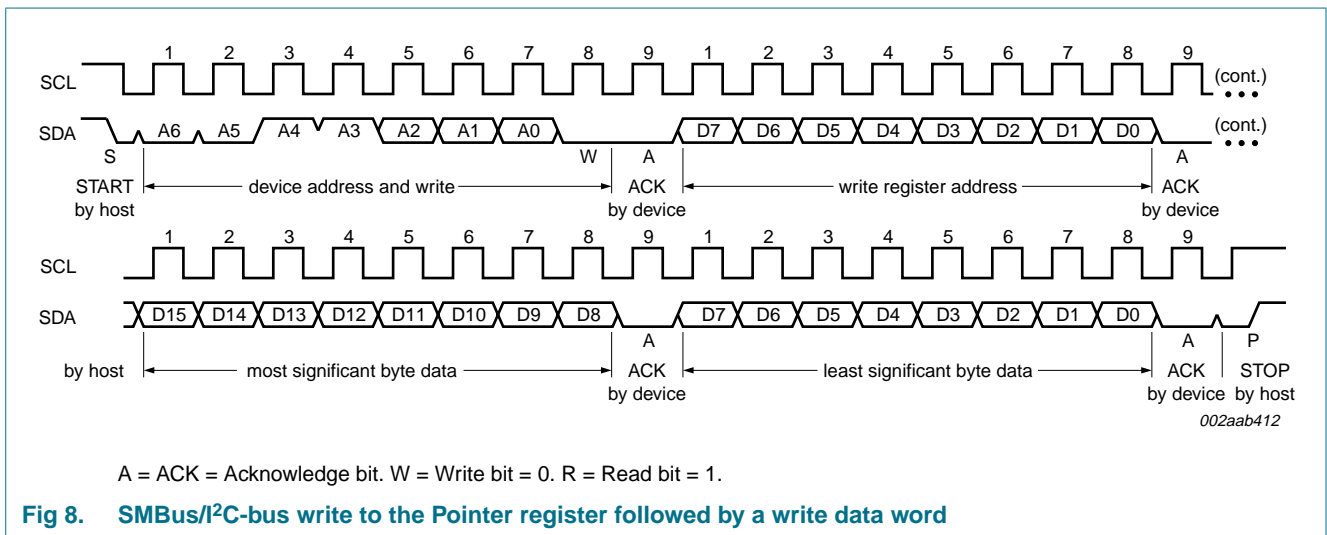 1 2 3 4 5 6 7 8 9 1 2 3 4 5 6 7 8 9
SCL (cont.)
SDA A6 A5 A4 A3 A2 A1 A0 D7 D6 D5 D4 D3 D2 D1 D0 (cont.)
S W A A
START device address and write ACK write register address ACK
by host by device by device
1 2 3 4 5 6 7 8 9 1 2 3 4 5 6 7 8 9
SCL
SDA D15 D14 D13 D12 D11 D10 D9 D8 D7 D6 D5 D4 D3 D2 D1 D0
A A P
by host most significant byte data ACK least significant byte data ACK STOP
by device by device by host
002aab412
A = ACK = Acknowledge bit. W = Write bit = 0. R = Read bit = 1.
Fig 8. SMBus/I²C-bus write to the Pointer register followed by a write data word